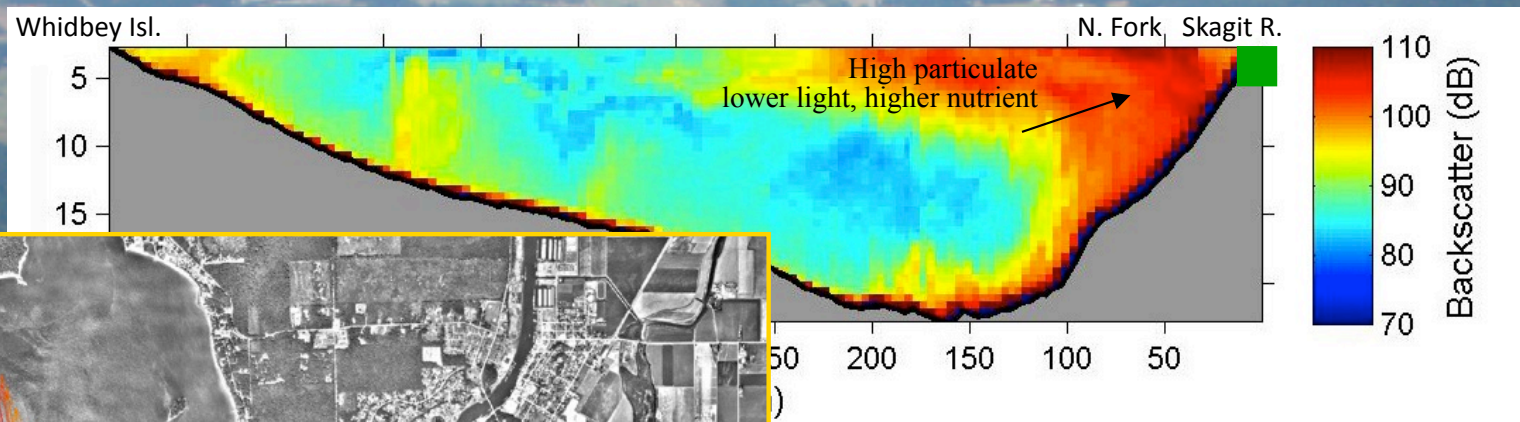 Whidbey Isl.
N. Fork Skagit R.
High particulate
lower light, higher nutrient
5
10
15
200
150
100
50
110
100
90
80
70
Backscatter (dB)